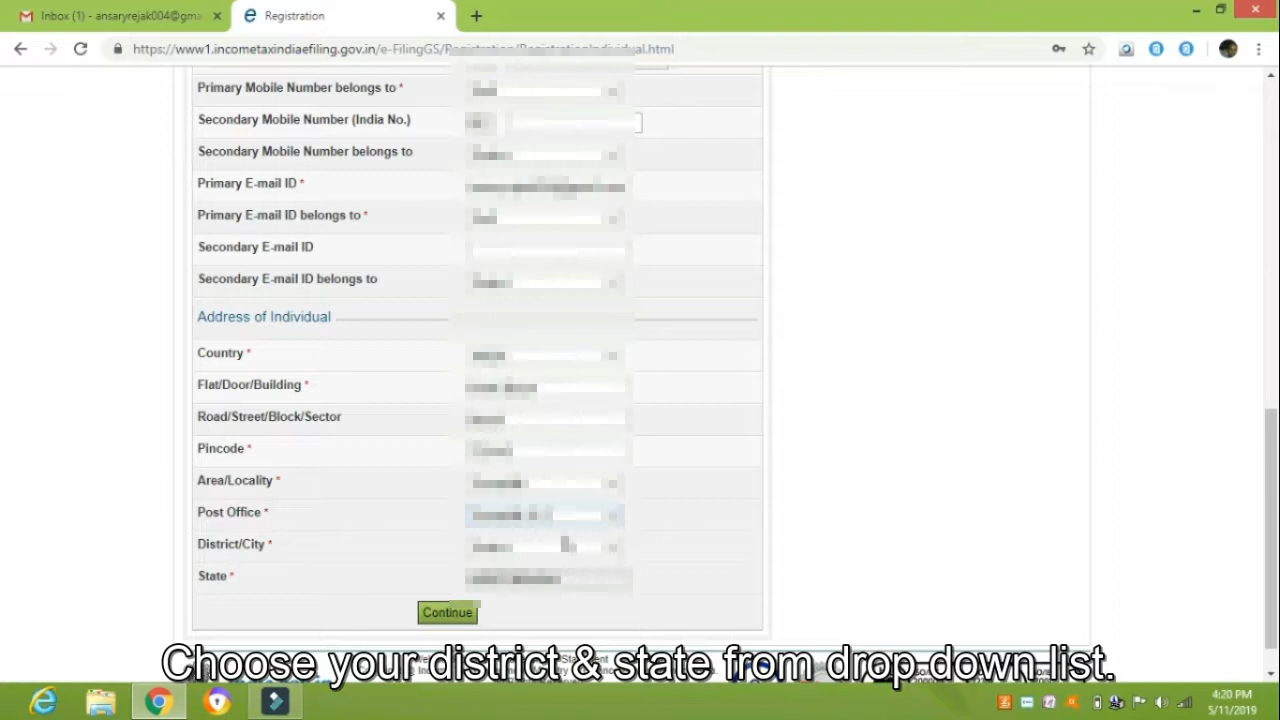 Inbox (1) - ansaryrejak004@gma
Registration
https://www1.incometaxindiaefiling.gov.in/e-FilingGS/Registration/RegistrationIndividual.html
Primary Mobile Number belongs to *
Secondary Mobile Number (India No.)
Secondary Mobile Number belongs to
Primary E-mail ID *
Primary E-mail ID belongs to *
Secondary E-mail ID
Secondary E-mail ID belongs to
Address of Individual
Country *
Flat/Door/Building *
Road/Street/Block/Sector
Pincode *
Area/Locality *
Post Office *
District/City *
State *
Continue
Choose your district & state from drop down list.
4:20 PM
5/11/2019